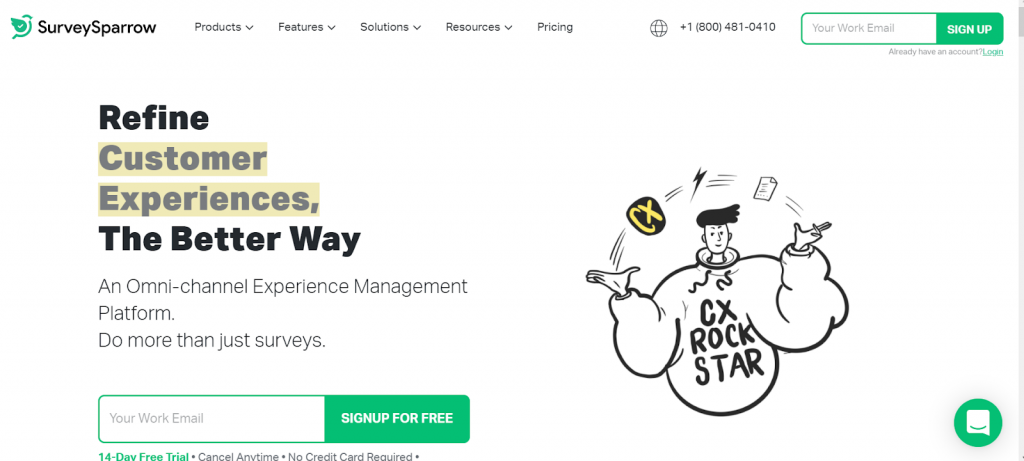 SurveySparrow
Products
Features
Solutions
Resources
Pricing
+1 (800) 481-0410
Your Work Email
SIGN UP
Already have an account?Login
Refine
Customer
Experiences,
The Better Way
An Omni-channel Experience Management
Platform.
Do more than just surveys.
Your Work Email
SIGNUP FOR FREE
14-Day Free Trial • Cancel Anytime • No Credit Card Required •
CX
CX
ROCK
STAR